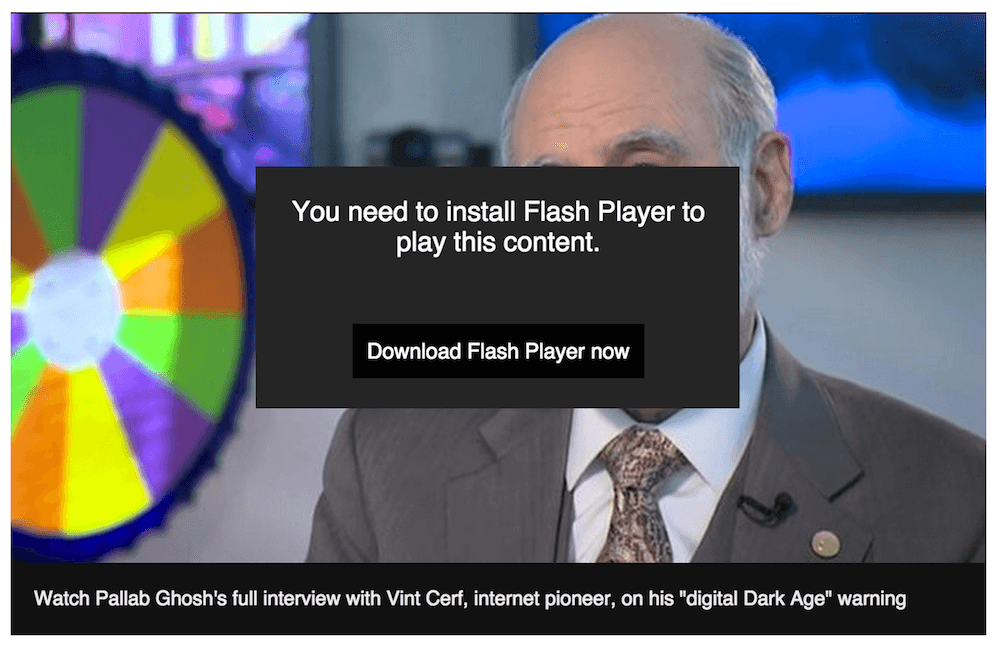 You need to install Flash Player to
play this content.
Download Flash Player now
Watch Pallab Ghosh's full interview with Vint Cerf, internet pioneer, on his "digital Dark Age" warning